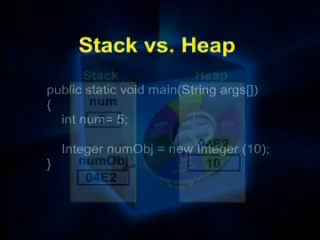 Stack vs. Heap
Stack Heap
public static void main(String args[])
{
num
int num= 5;
04E2
Integer numObj = new Integer (10);
numObj 10
}
04E2